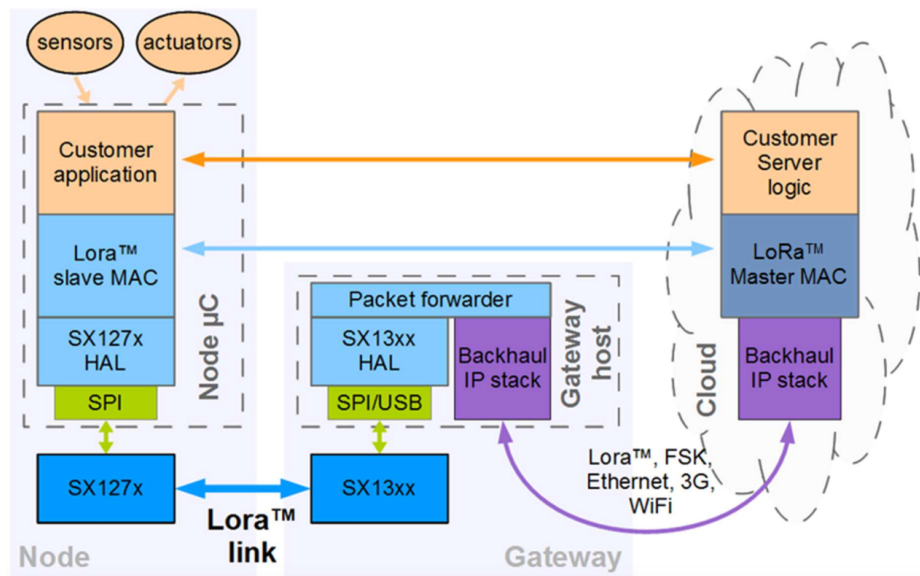 sensors
actuators
Customer
application
Lora™
slave MAC
SX127x
HAL
SPI
Node µC
SX127x
Node
Lora™
link
Packet forwarder
SX13xx
HAL
Backhaul
IP stack
SPI/USB
Gateway
host
SX13xx
Gateway
Lora™, FSK,
Ethernet, 3G,
WiFi
Customer
Server
logic
LoRa™
Master MAC
Backhaul
IP stack
Cloud